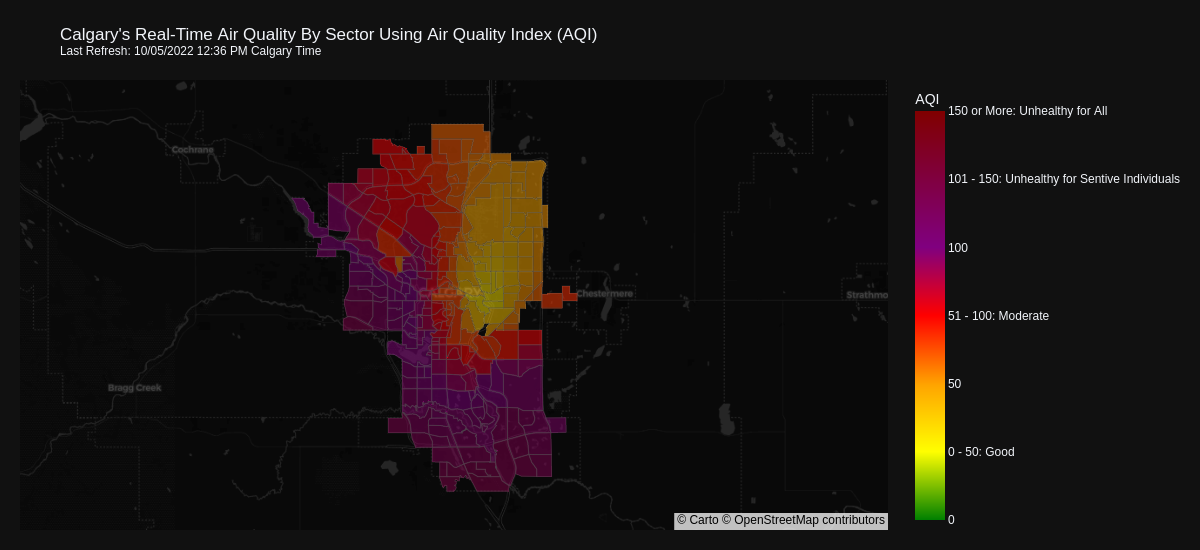 Calgary's Real-Time Air Quality By Sector Using Air Quality Index (AQI)
Last Refresh: 10/05/2022 12:36 PM Calgary Time
AQI
150 or More: Unhealthy for All
Cochrane
101 - 150: Unhealthy for Sentive Individuals
100
CALGARY
Chestermere
Strathmo
51 - 100: Moderate
Bragg Creek
50
0 - 50: Good
0
© Carto © OpenStreetMap contributors